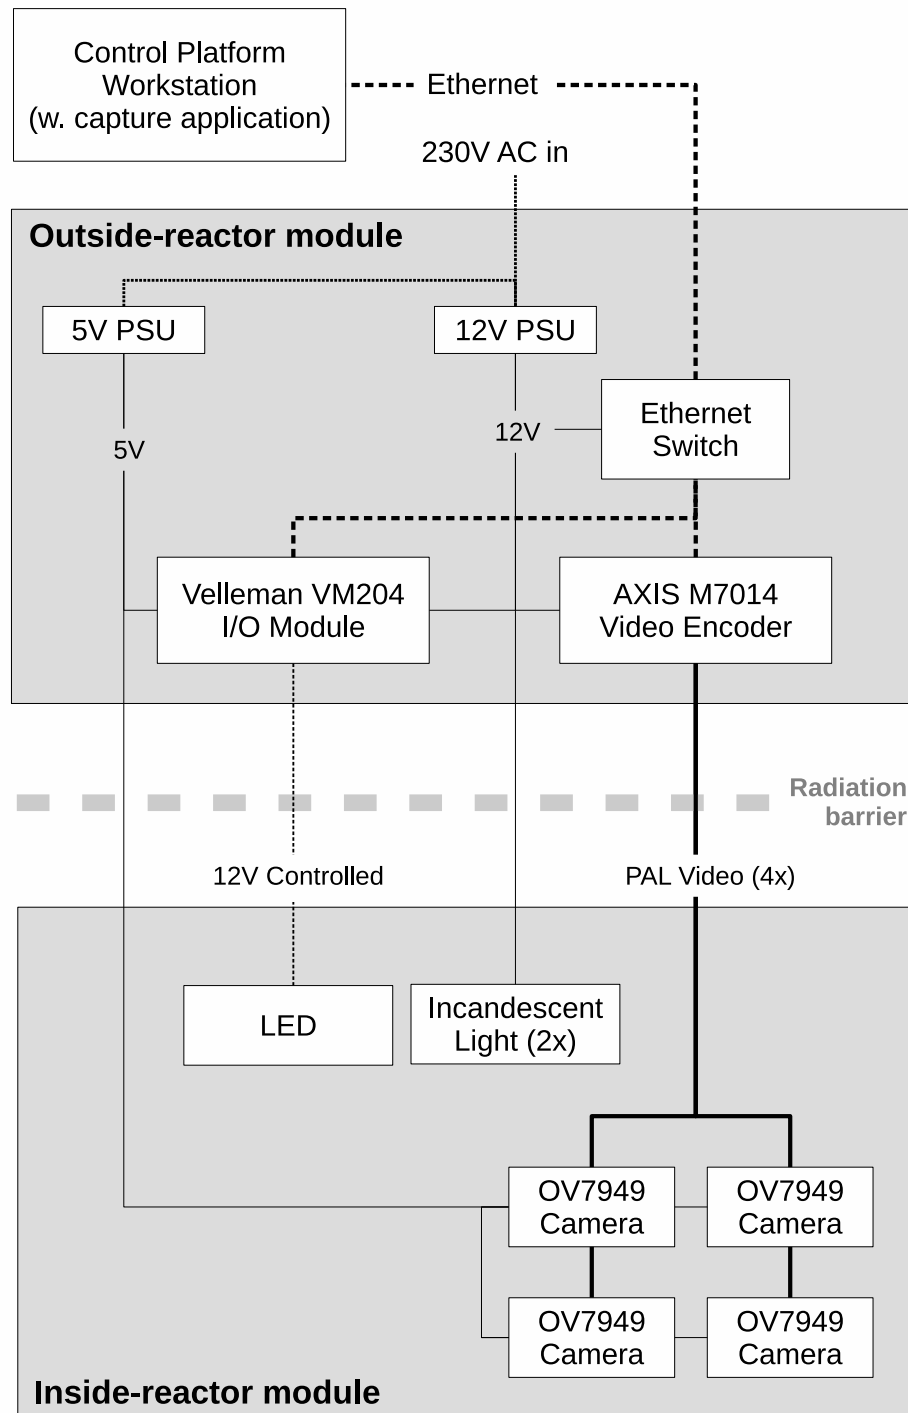 Control Platform
Workstation
(w. capture application)
Ethernet
230V AC in
Outside-reactor module
5V PSU
12V PSU
Ethernet
Switch
12V
5V
Velleman VM204
I/O Module
AXIS M7014
Video Encoder
Radiation
barrier
12V Controlled
PAL Video (4x)
LED
Incandescent
Light (2x)
OV7949
Camera
OV7949
Camera
OV7949
Camera
OV7949
Camera
Inside-reactor module